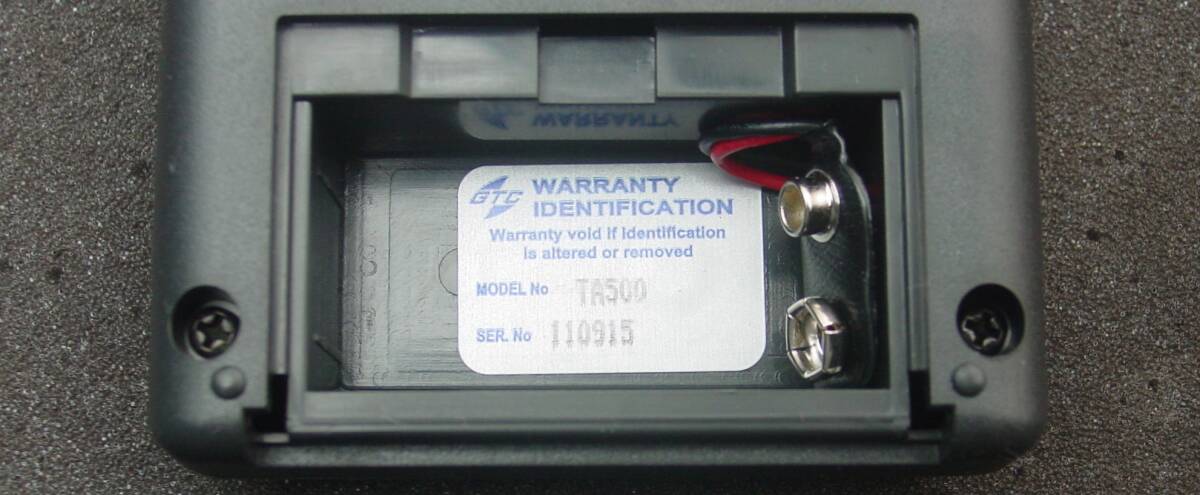 GTC
WARRANTY
IDENTIFICATION
Warranty void if identification
is altered or removed
MODEL No TA500
SER. No 110915